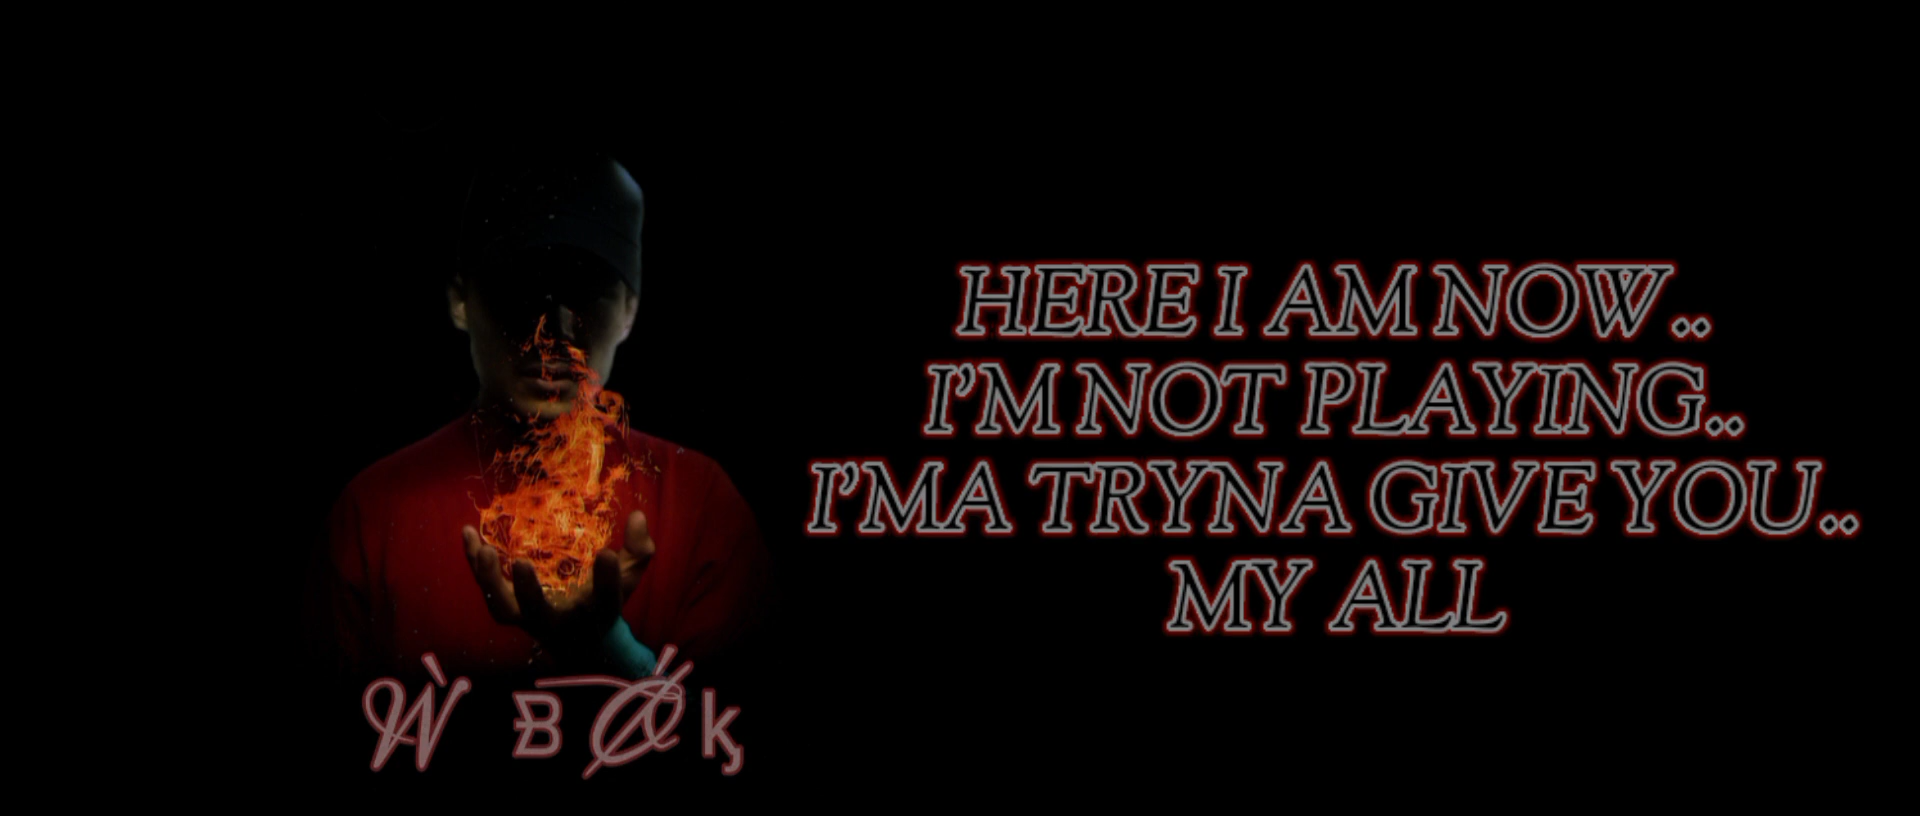 HERE I AM NOW..
I'M NOT PLAYING..
I'MA TRYNA GIVE YOU..
MY ALL